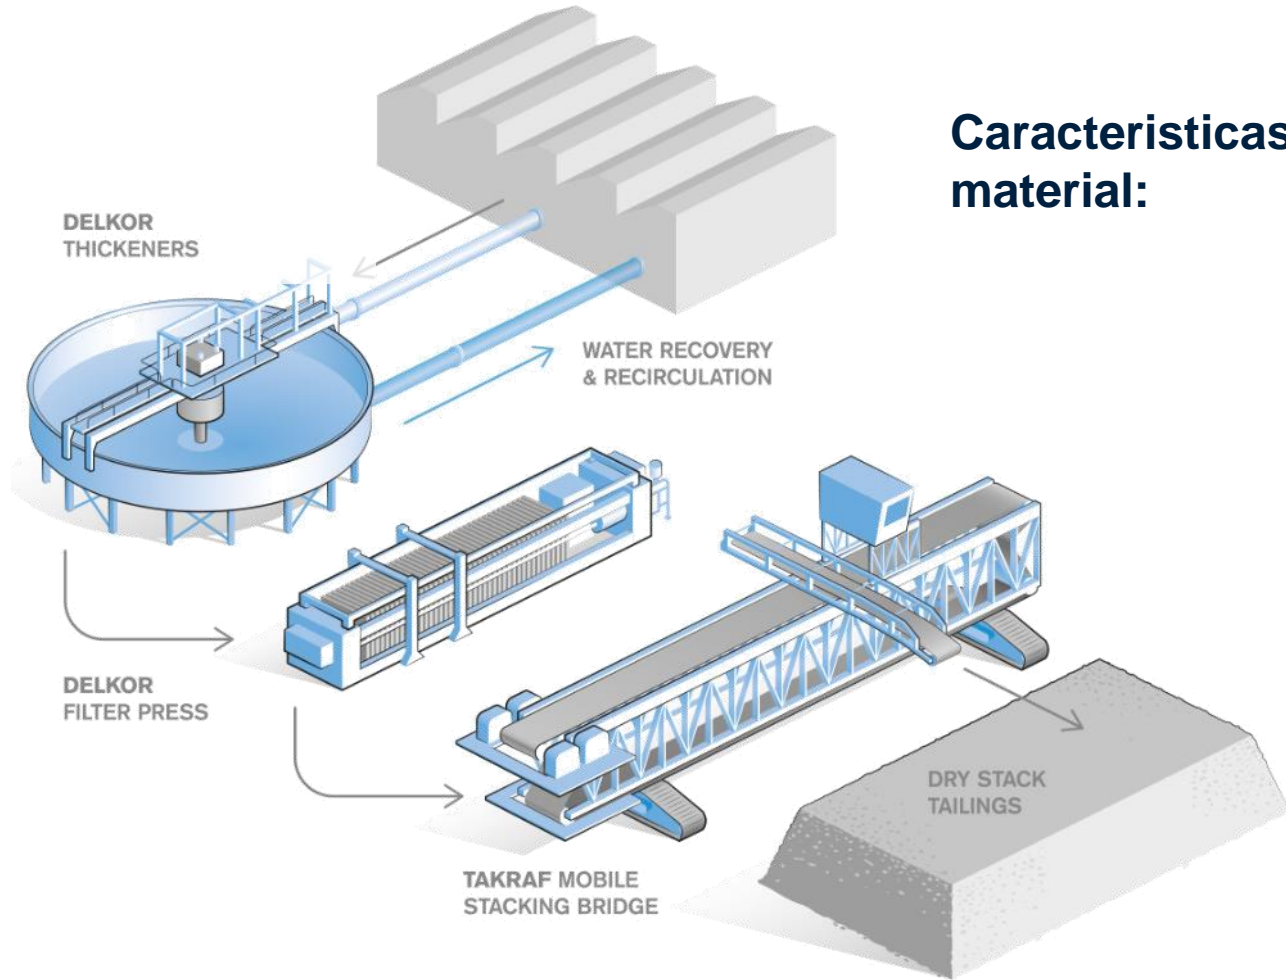 Caracteristicas
material:
DELKOR
THICKENERS
WATER RECOVERY
& RECIRCULATION
DELKOR
FILTER PRESS
DRY STACK
TAILINGS
TAKRAF MOBILE
STACKING BRIDGE